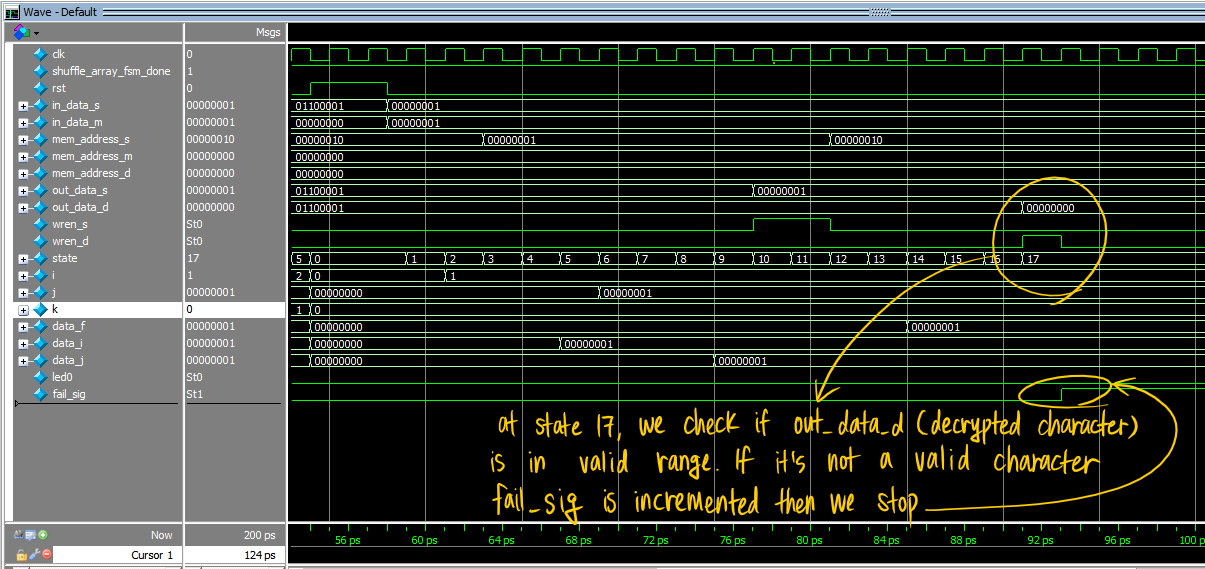 Wave - Default
Msgs
clk 0
shuffle_array_fsm_done 1
rst 0
in_data_s 00000001 01100001 00000001
in_data_m 00000001 00000000 00000001
mem_address_s 00000010 00000010 00000001 00000010
mem_address_m 00000000 00000000
mem_address_d 00000000 00000000
out_data_s 00000001 01100001 00000001
out_data_d 00000000 01100001 00000000
wren_s St0
wren_d St0
state 17 5 0 1 2 3 4 5 6 7 8 9 10 11 12 13 14 15 16 17
i 1 2 0 1
j 00000001 00000000 00000001
k 0 1 0
data_f 00000001 00000000 00000001
data_i 00000001 00000000 00000001
data_j 00000001 00000000 00000001
led0 St0
fail_sig St1
at state 17, we check if out_data_d (decrypted character)
is in valid range. If it's not a valid character
fail_sig is incremented then we stop
Now 200 ps 56 ps 60 ps 64 ps 68 ps 72 ps 76 ps 80 ps 84 ps 88 ps 92 ps 96 ps 100 ps
Cursor 1 124 ps